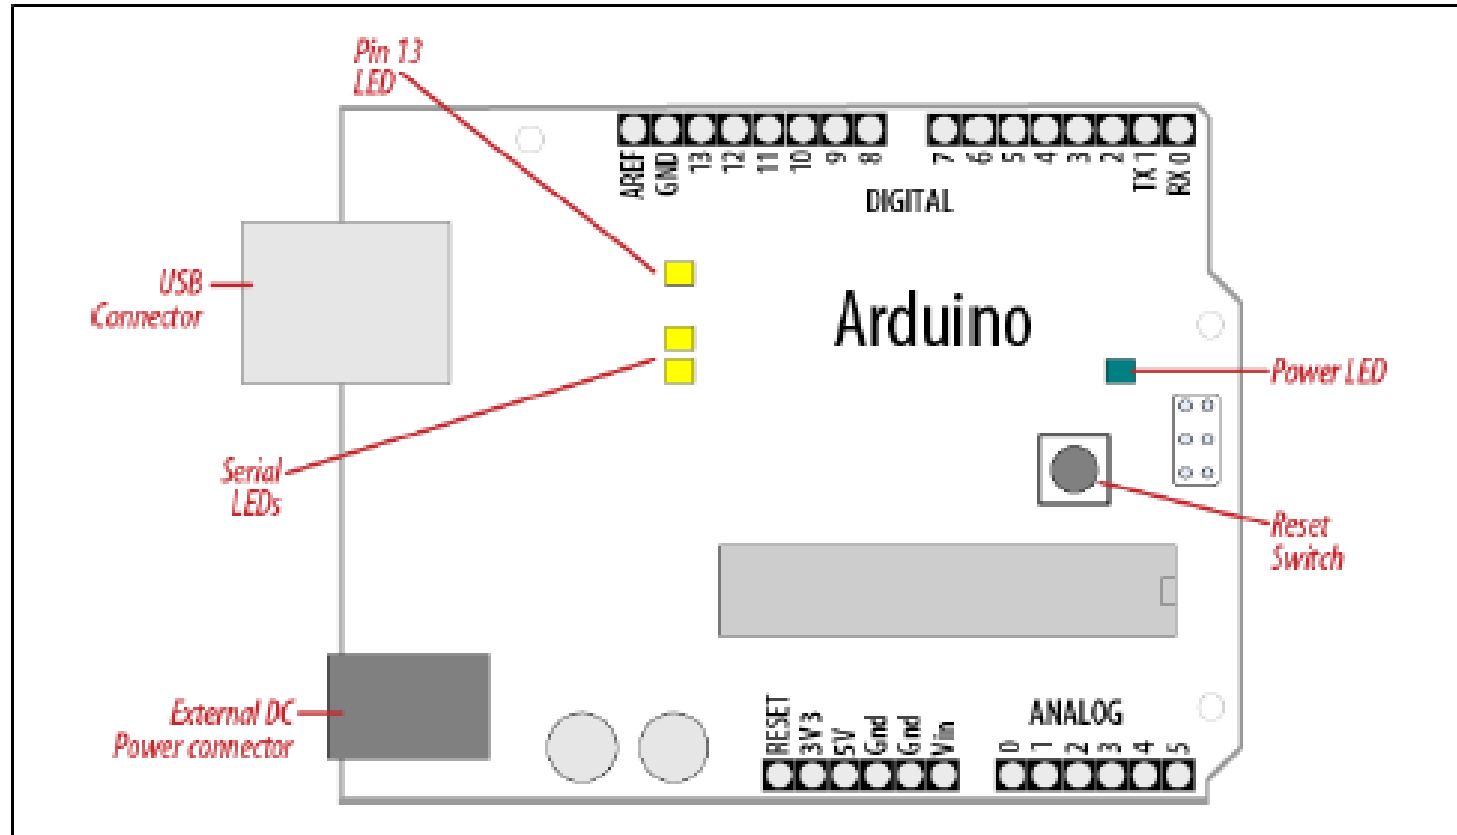 Pin 13
LED
AREF
GND
13
12
11
10
9
8
7
6
5
4
3
2
TX 1
RX 0
DIGITAL
USB
Connector
Arduino
Power LED
Serial
LEDs
Reset
Switch
External DC
Power connector
RESET
3V3
5V
Gnd
Gnd
Vin
ANALOG
0
1
2
3
4
5